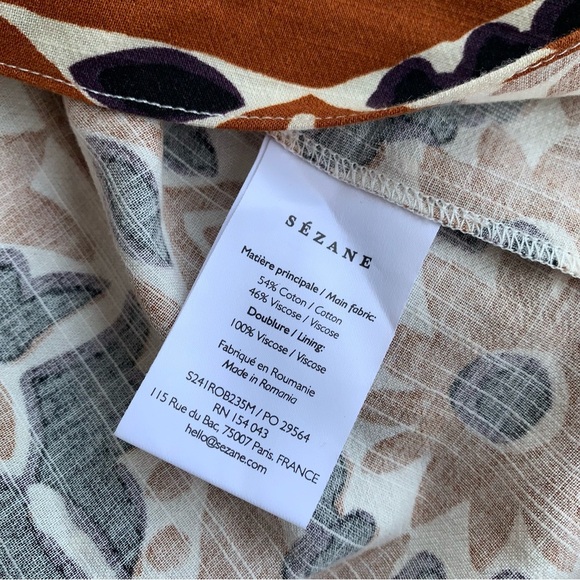 SÉZANE
Matière principale / Main fabric:
54% Coton / Cotton
46% Viscose / Viscose
Doublure / Lining:
100% Viscose / Viscose
Fabriqué en Roumanie
Made in Romania
S241ROB235M / PO 29564
RN 154 043
115 Rue du Bac, 75007 Paris, FRANCE
hello@sezane.com